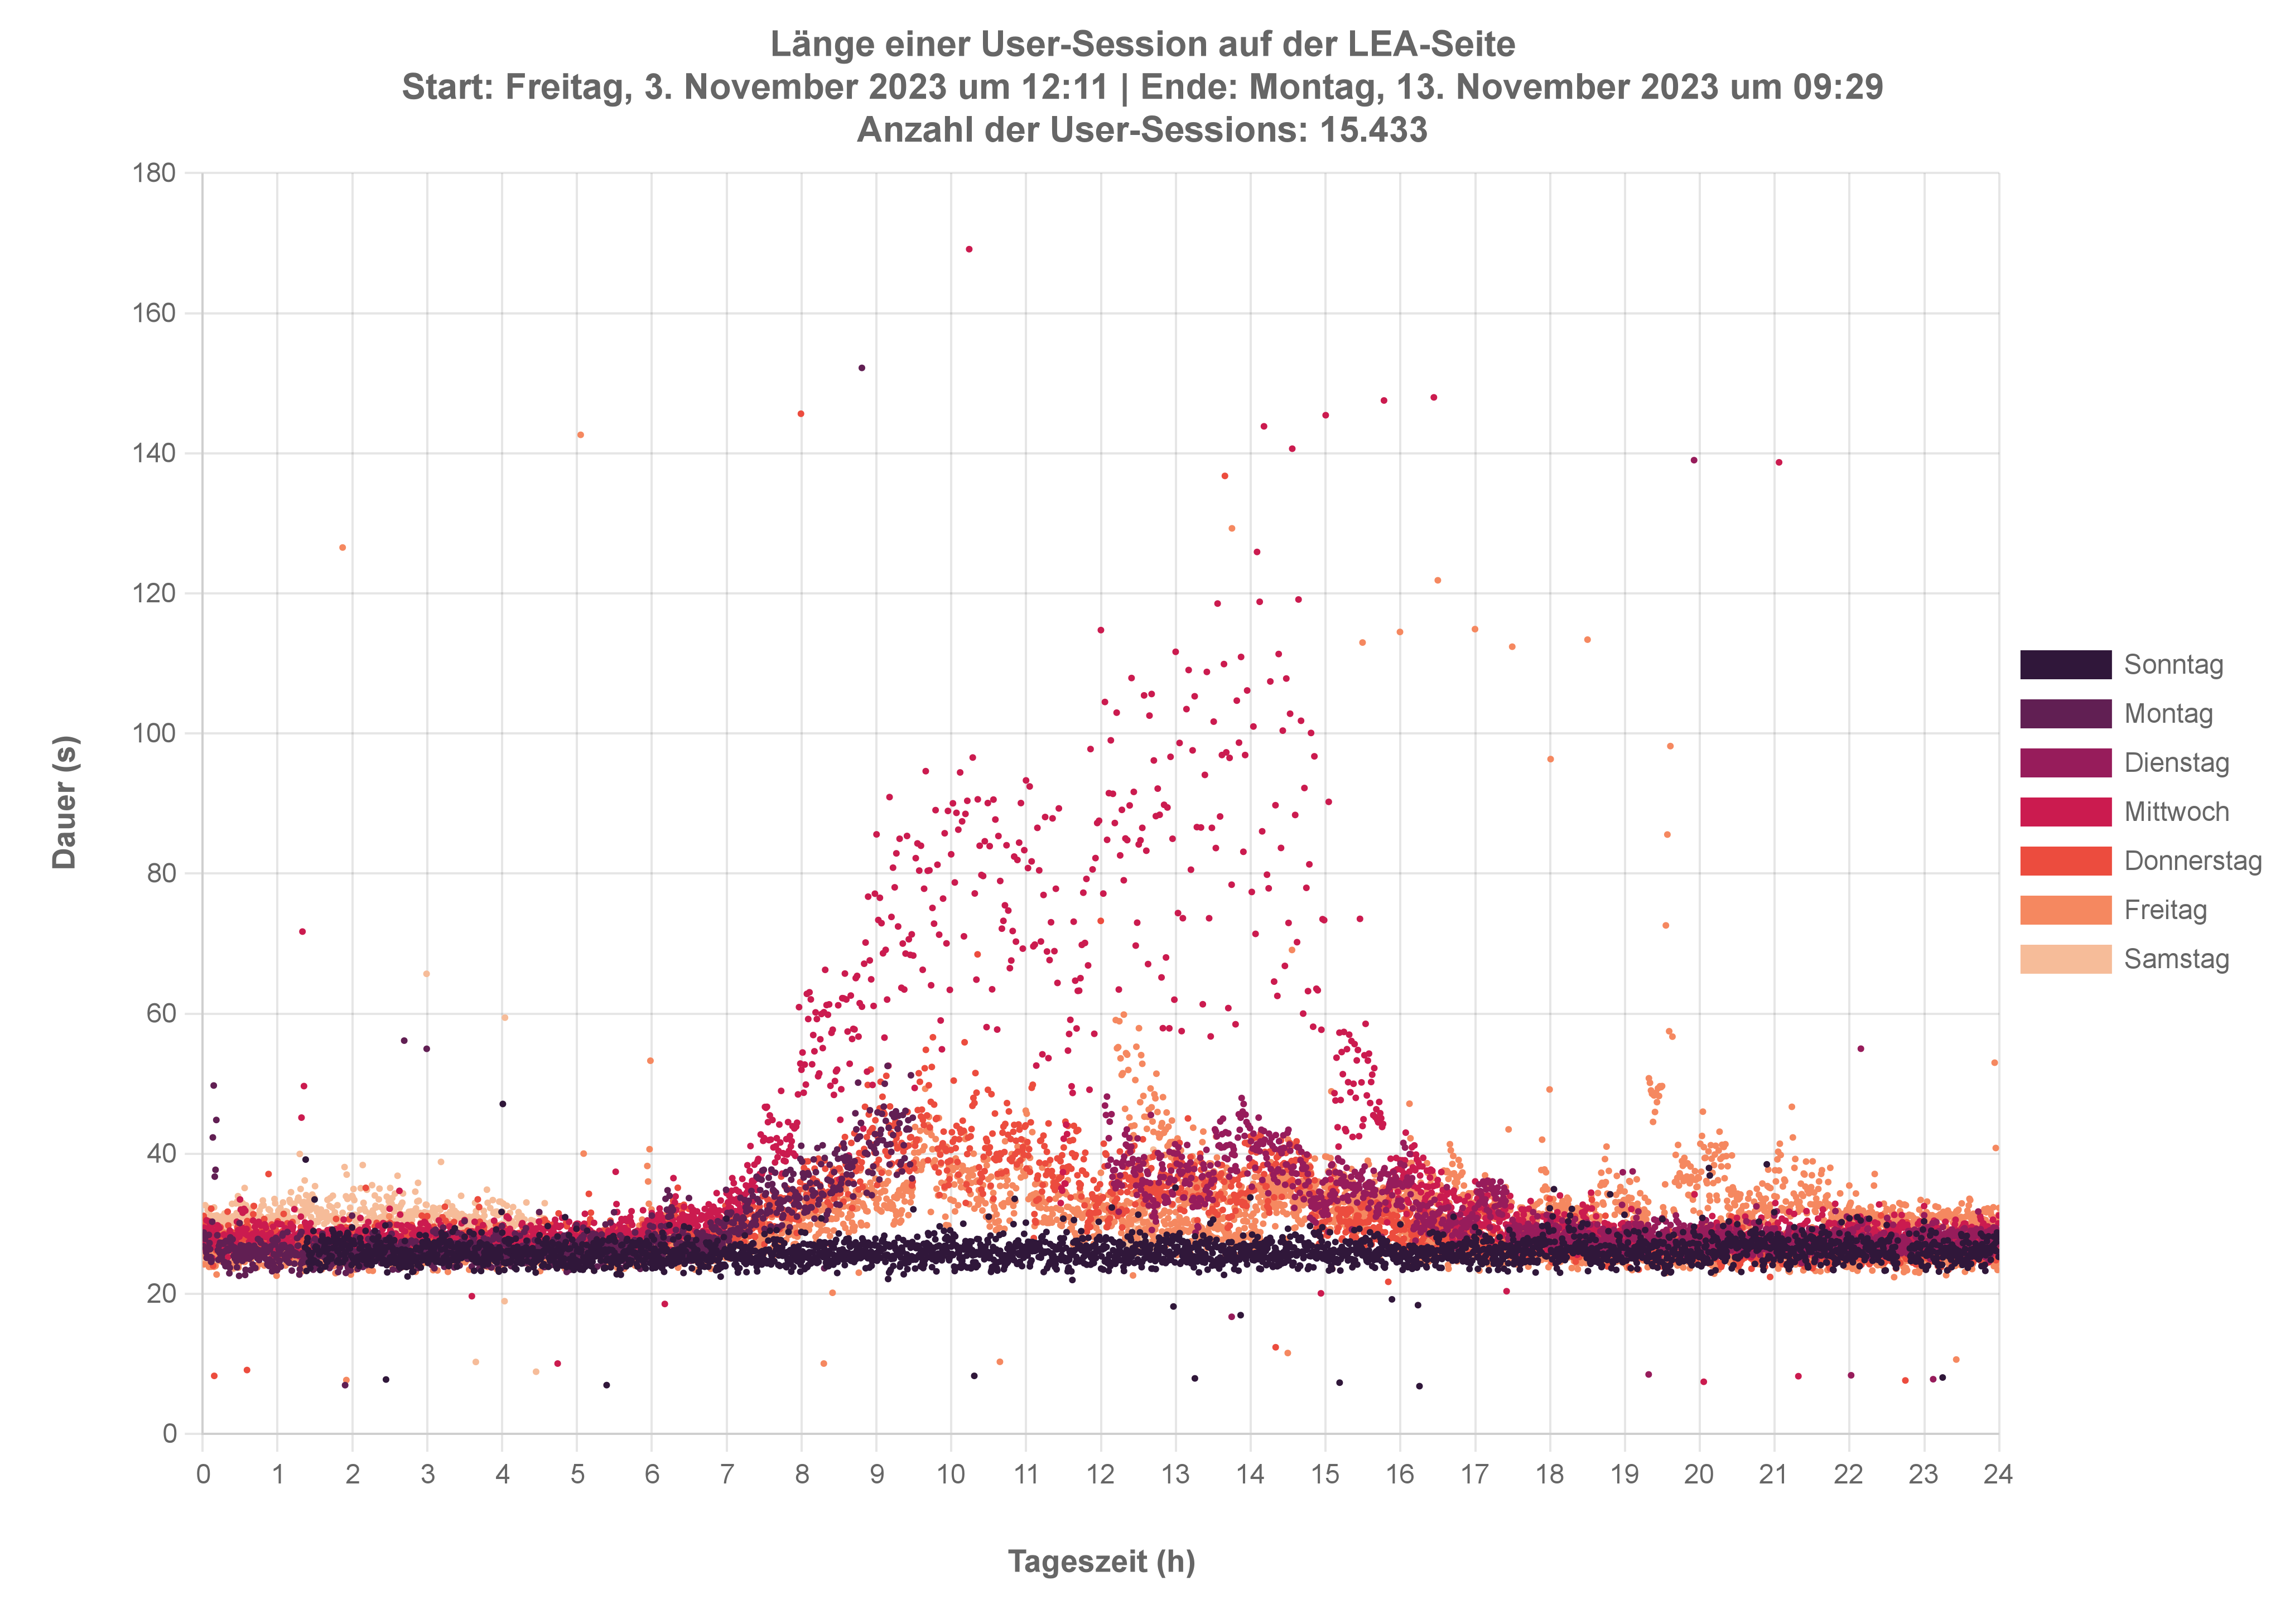 Länge einer User-Session auf der LEA-Seite
Start: Freitag, 3. November 2023 um 12:11 | Ende: Montag, 13. November 2023 um 09:29
Anzahl der User-Sessions: 15.433
180
160
140
120
100
80
60
40
20
0
Dauer (s)
0 1 2 3 4 5 6 7 8 9 10 11 12 13 14 15 16 17 18 19 20 21 22 23 24
Tageszeit (h)
Sonntag
Montag
Dienstag
Mittwoch
Donnerstag
Freitag
Samstag